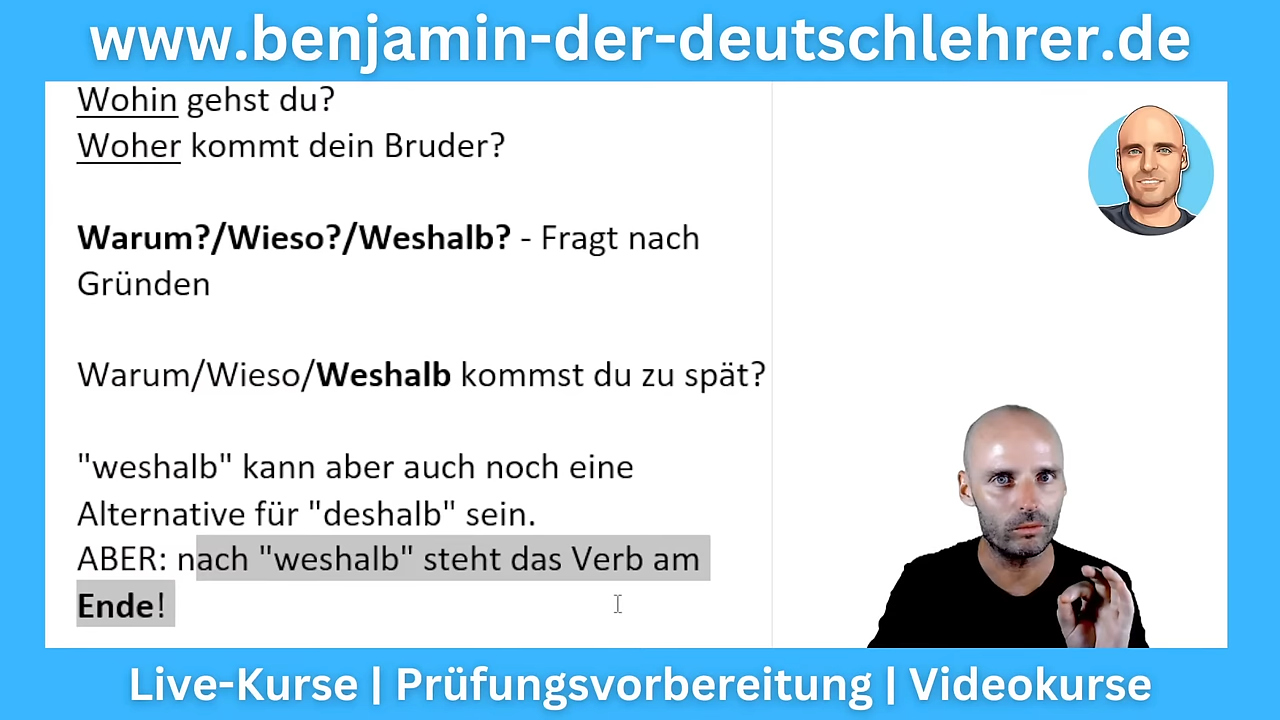 www.benjamin-der-deutschlehrer.de
Wohin gehst du?
Woher kommt dein Bruder?
Warum?/Wieso?/Weshalb? - Fragt nach
Gründen
Warum/Wieso/Weshalb kommst du zu spät?
"weshalb" kann aber auch noch eine
Alternative für "deshalb" sein.
ABER: nach "weshalb" steht das Verb am
Ende!
Live-Kurse | Prüfungsvorbereitung | Videokurse